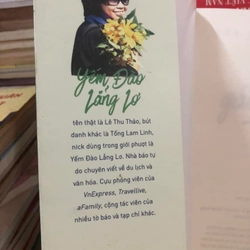 Yếm Đào
Lẳng Lơ
tên thật là Lê Thu Thảo, bút
danh khác là Tống Lam Linh,
nick dùng trong giới phượt là
Yếm Đào Lẳng Lơ. Nhà báo tự
do chuyên viết về du lịch và
văn hóa. Cựu phóng viên của
VnExpress, Travellive,
aFamily, cộng tác viên của
nhiều tờ báo và tạp chí khác.
VIỆT NAM